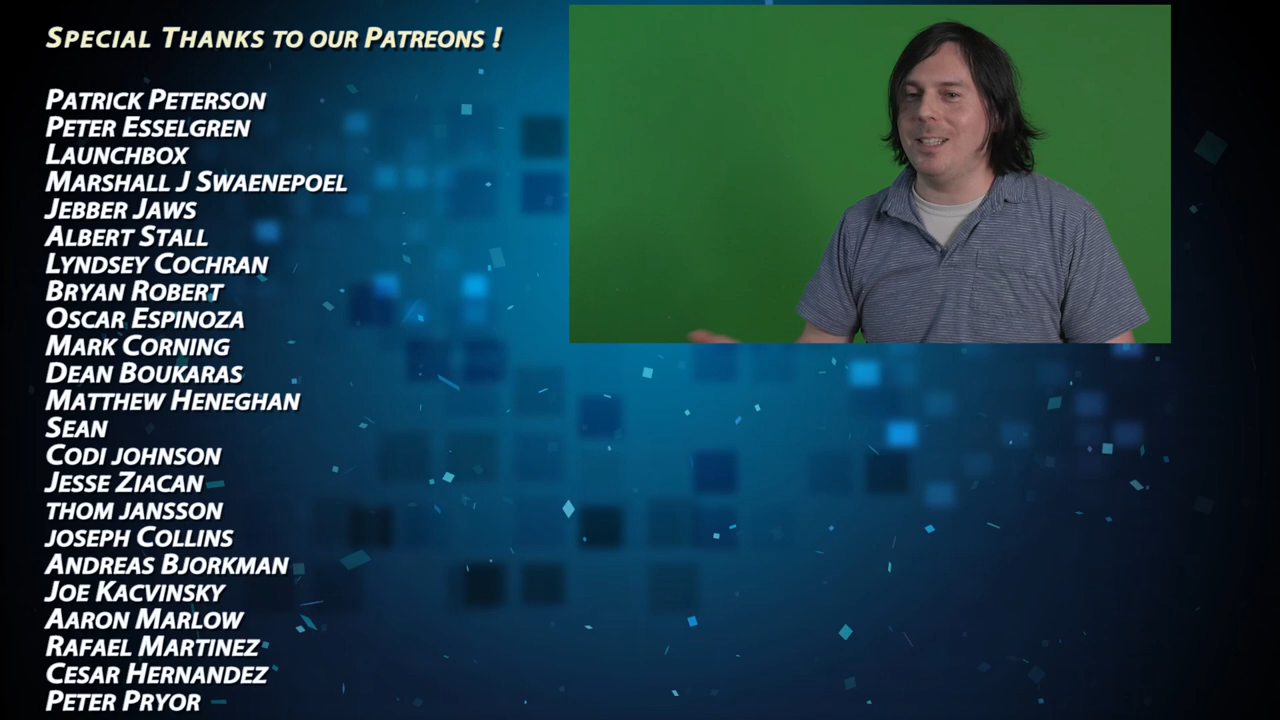 SPECIAL THANKS TO OUR PATREONS !
PATRICK PETERSON
PETER ESSELGREN
LAUNCHBOX
MARSHALL J SWAENEPOEL
JEBBER JAWS
ALBERT STALL
LYNDSEY COCHRAN
BRYAN ROBERT
OSCAR ESPINOZA
MARK CORNING
DEAN BOUKARAS
MATTHEW HENEGHAN
SEAN
CODI JOHNSON
JESSE ZIACAN
THOM JANSSON
JOSEPH COLLINS
ANDREAS BJORKMAN
JOE KACVINSKY
AARON MARLOW
RAFAEL MARTINEZ
CESAR HERNANDEZ
PETER PRYOR